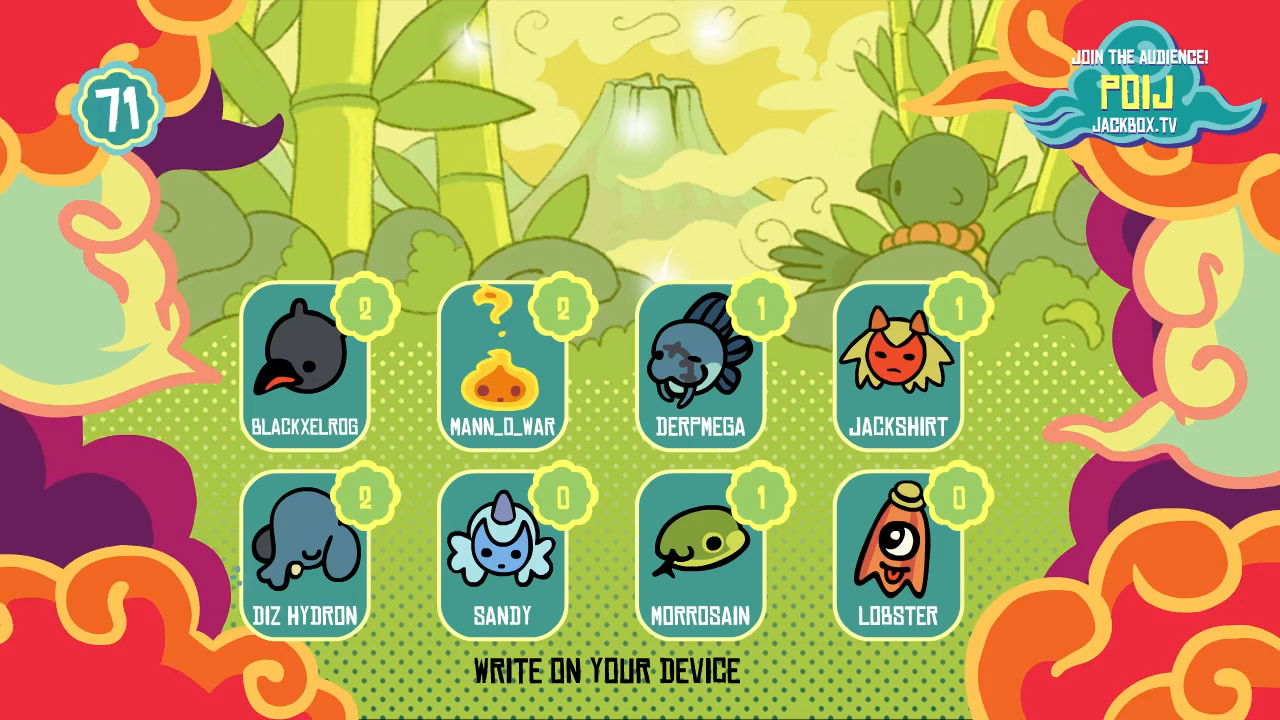 JOIN THE AUDIENCE!
POIJ
JACKBOX.TV
71
2
2
1
1
BLACKXELROG
MANN_O_WAR
DERPMEGA
JACKSHIRT
2
0
1
0
DIZ HYDRON
SANDY
MORROSAIN
LOBSTER
WRITE ON YOUR DEVICE